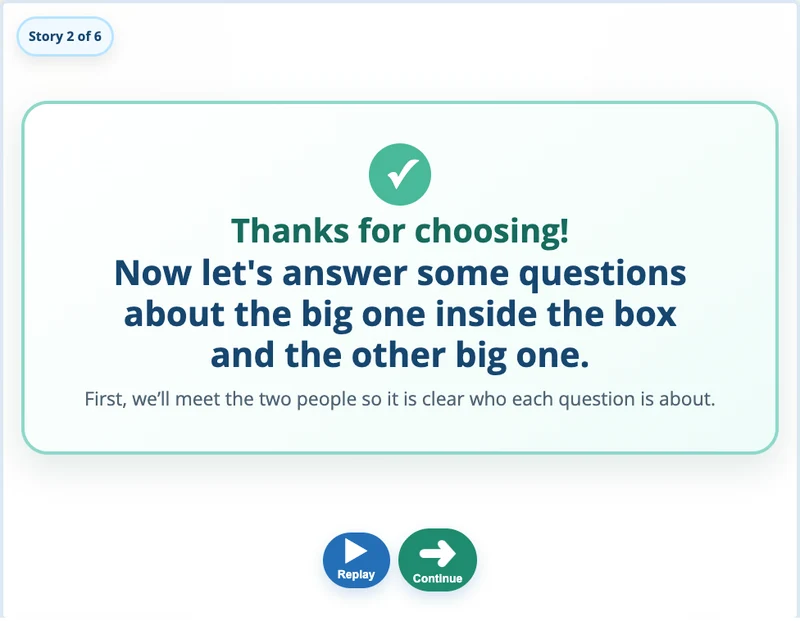 Story 2 of 6
Thanks for choosing!
Now let's answer some questions
about the big one inside the box
and the other big one.
First, we’ll meet the two people so it is clear who each question is about.
Replay
Continue